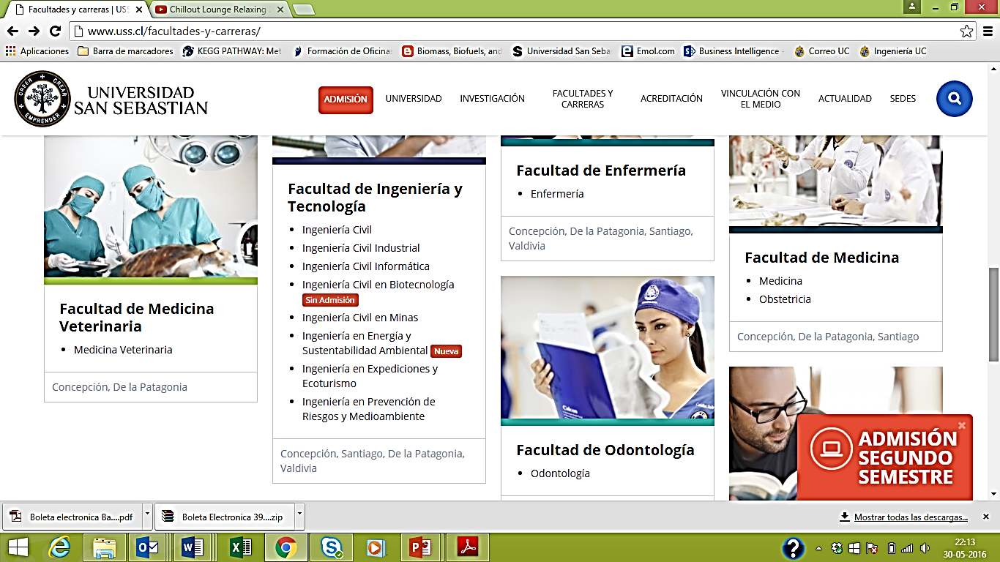 Facultades y carreras | USS
Chillout Lounge Relaxing
www.uss.cl/facultades-y-carreras/
Aplicaciones
Barra de marcadores
KEGG PATHWAY: Met
Formación de Oficina
Biomass, Biofuels, and
Universidad San Seba
Emol.com
Business Intelligence -
Correo UC
Ingeniería UC
CREER + CREAR + EMPRENDER +
UNIVERSIDAD
SAN SEBASTIAN
ADMISIÓN
UNIVERSIDAD
INVESTIGACIÓN
FACULTADES Y
CARRERAS
ACREDITACIÓN
VINCULACIÓN CON
EL MEDIO
ACTUALIDAD
SEDES
Facultad de Medicina
Veterinaria
• Medicina Veterinaria
Concepción, De la Patagonia
Facultad de Ingeniería y
Tecnología
• Ingeniería Civil
• Ingeniería Civil Industrial
• Ingeniería Civil Informática
• Ingeniería Civil en Biotecnología
Sin Admisión
• Ingeniería Civil en Minas
• Ingeniería en Energía y
Sustentabilidad Ambiental Nueva
• Ingeniería en Expediciones y
Ecoturismo
• Ingeniería en Prevención de
Riesgos y Medioambiente
Concepción, Santiago, De la Patagonia,
Valdivia
Facultad de Enfermería
• Enfermería
Concepción, De la Patagonia, Santiago,
Valdivia
Facultad de Odontología
• Odontología
Facultad de Medicina
• Medicina
• Obstetricia
Concepción, De la Patagonia, Santiago
ADMISIÓN
SEGUNDO
SEMESTRE
Boleta electronica Ba....pdf
Boleta Electronica 39....zip
Mostrar todas las descargas...
22:13
30-05-2016